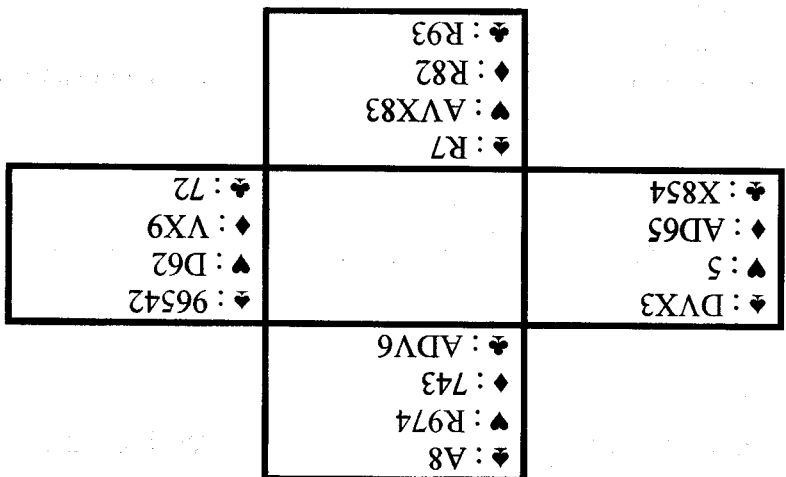 ♠ : A8
♥ : R974
♦ : 743
♣ : ADV6
♠ : DVX3
♥ : 5
♦ : AD65
♣ : X854
♠ : 96542
♥ : D62
♦ : VX9
♣ : 72
♠ : R7
♥ : AVX83
♦ : R82
♣ : R93